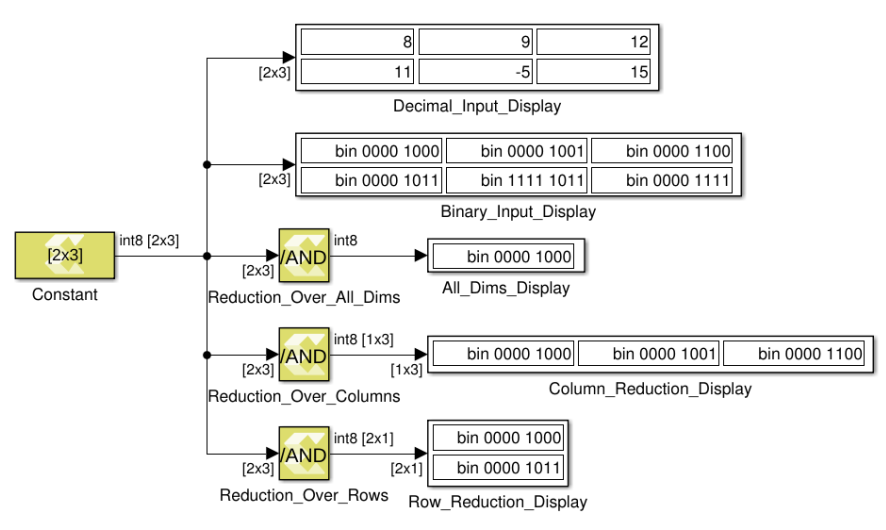 8 9 12
[2x3] 11 -5 15
Decimal_Input_Display
bin 0000 1000 bin 0000 1001 bin 0000 1100
[2x3] bin 0000 1011 bin 1111 1011 bin 0000 1111
Binary_Input_Display
[2x3] int8 [2x3]
Constant
/AND int8
[2x3] bin 0000 1000
Reduction_Over_All_Dims All_Dims_Display
/AND int8 [1x3] bin 0000 1000 bin 0000 1001 bin 0000 1100
[2x3] [1x3]
Reduction_Over_Columns Column_Reduction_Display
/AND int8 [2x1] bin 0000 1000
[2x3] [2x1] bin 0000 1011
Reduction_Over_Rows Row_Reduction_Display